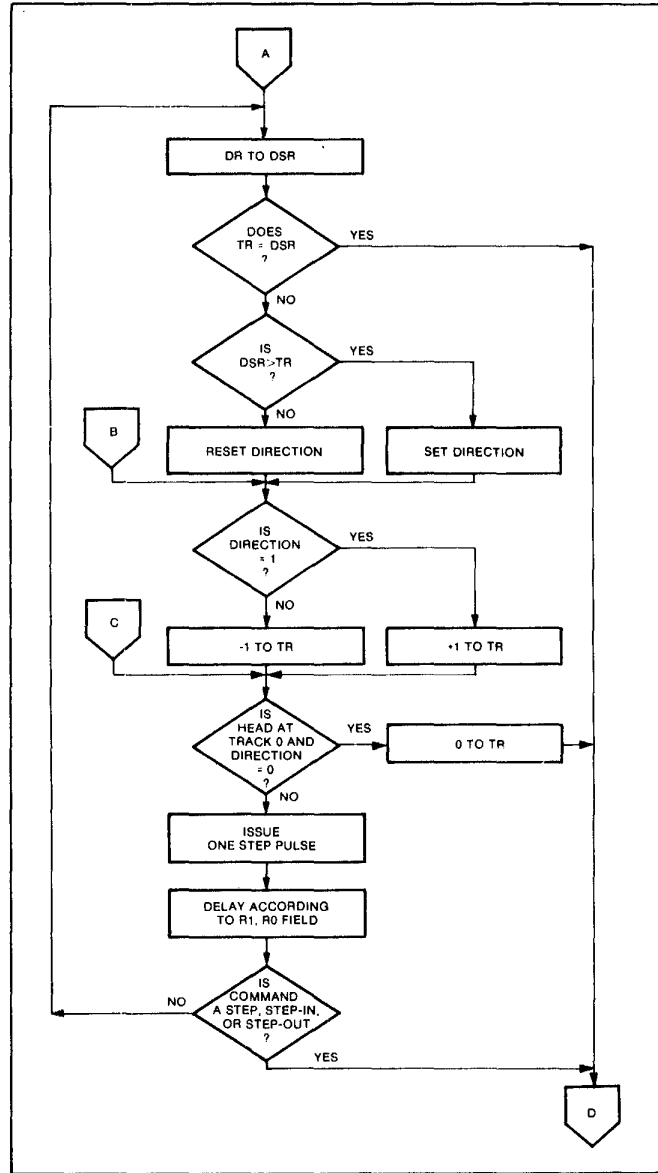 A
DR TO DSR
DOES
TR = DSR
?
YES
NO
IS
DSR>TR
?
YES
NO
B
RESET DIRECTION
SET DIRECTION
IS
DIRECTION
= 1
?
YES
NO
C
-1 TO TR
+1 TO TR
IS
HEAD AT
TRACK 0 AND
DIRECTION
= 0
?
YES
0 TO TR
NO
ISSUE
ONE STEP PULSE
DELAY ACCORDING
TO R1, R0 FIELD
IS
COMMAND
A STEP, STEP-IN,
OR STEP-OUT
?
NO
YES
D